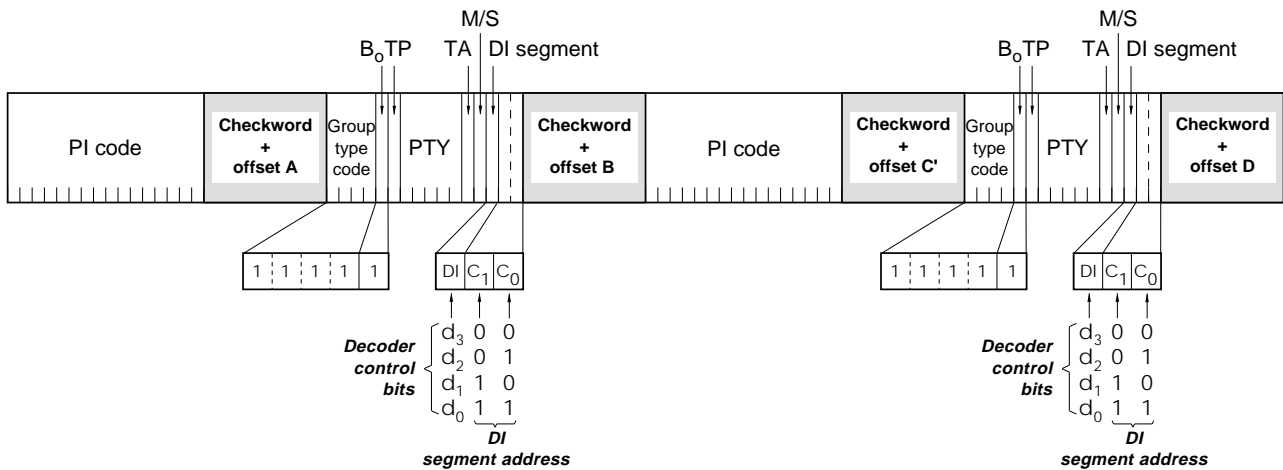 M/S M/S
BₒTP TA DI segment BₒTP TA DI segment
PI code
Checkword
+
offset A
Group
type
code
PTY
Checkword
+
offset B
PI code
Checkword
+
offset C'
Group
type
code
PTY
Checkword
+
offset D
1 1 1 1 1 DI C₁ C₀ 1 1 1 1 1 DI C₁ C₀
Decoder
control
bits
d₃ 0 0
d₂ 0 1
d₁ 1 0
d₀ 1 1
DI
segment address
Decoder
control
bits
d₃ 0 0
d₂ 0 1
d₁ 1 0
d₀ 1 1
DI
segment address